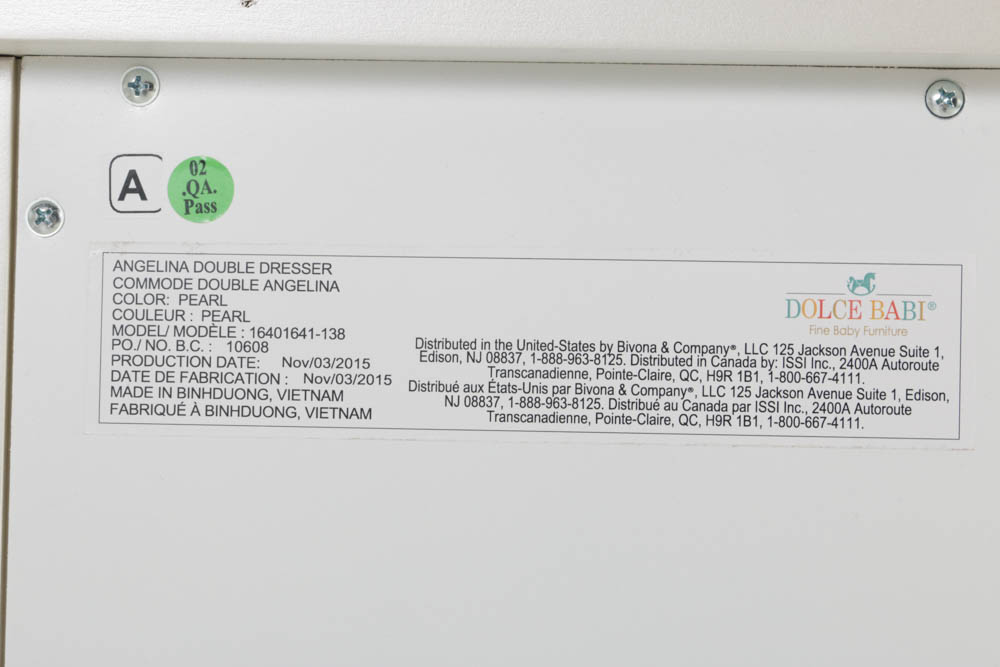 A
02
.QA.
Pass
ANGELINA DOUBLE DRESSER
COMMODE DOUBLE ANGELINA
COLOR: PEARL
COULEUR : PEARL
MODEL/ MODÈLE : 16401641-138
PO./ NO. B.C. : 10608
PRODUCTION DATE: Nov/03/2015
DATE DE FABRICATION : Nov/03/2015
MADE IN BINHDUONG, VIETNAM
FABRIQUÉ À BINHDUONG, VIETNAM
DOLCE BABI®
Fine Baby Furniture
Distributed in the United-States by Bivona & Company®, LLC 125 Jackson Avenue Suite 1,
Edison, NJ 08837, 1-888-963-8125. Distributed in Canada by: ISSI Inc., 2400A Autoroute
Transcanadienne, Pointe-Claire, QC, H9R 1B1, 1-800-667-4111.
Distribué aux États-Unis par Bivona & Company®, LLC 125 Jackson Avenue Suite 1, Edison,
NJ 08837, 1-888-963-8125. Distribué au Canada par ISSI Inc., 2400A Autoroute
Transcanadienne, Pointe-Claire, QC, H9R 1B1, 1-800-667-4111.